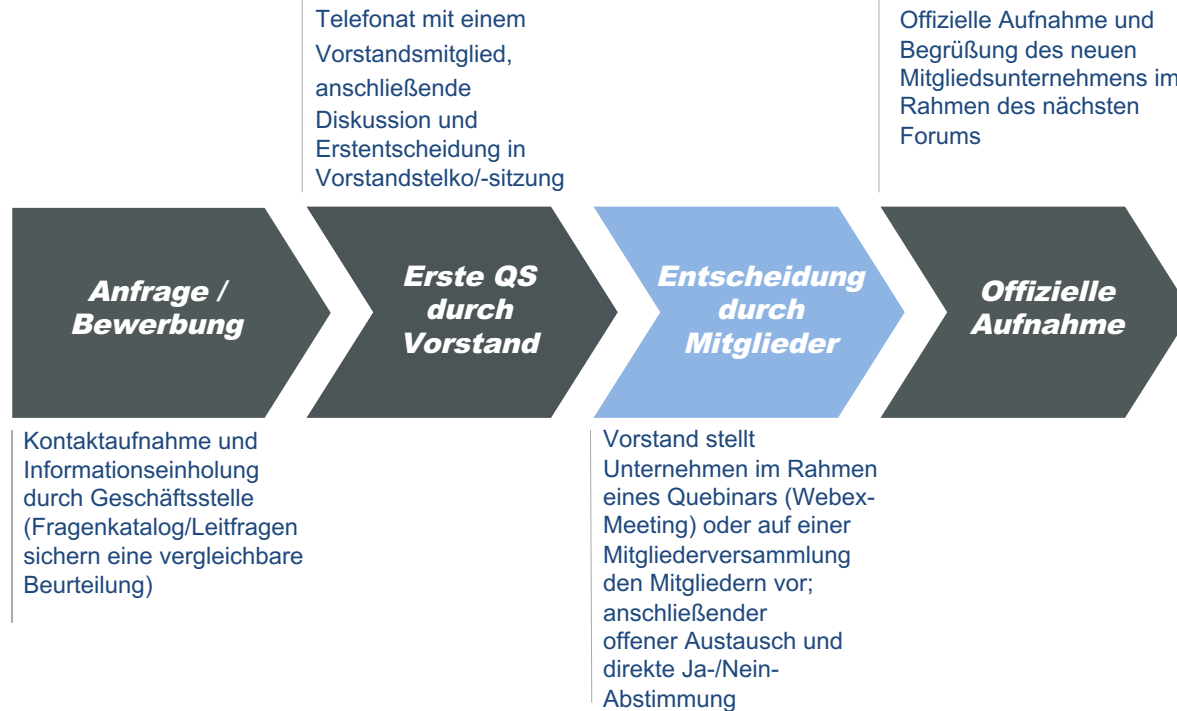 Telefonat mit einem
Vorstandsmitglied,
anschließende
Diskussion und
Erstentscheidung in
Vorstandstelko/-sitzung
Offizielle Aufnahme und
Begrüßung des neuen
Mitgliedsunternehmens im
Rahmen des nächsten
Forums
Anfrage /
Bewerbung
Erste QS
durch
Vorstand
Entscheidung
durch
Mitglieder
Offizielle
Aufnahme
Kontaktaufnahme und
Informationseinholung
durch Geschäftsstelle
(Fragenkatalog/Leitfragen
sichern eine vergleichbare
Beurteilung)
Vorstand stellt
Unternehmen im Rahmen
eines Quebinars (Webex-
Meeting) oder auf einer
Mitgliederversammlung
den Mitgliedern vor;
anschließender
offener Austausch und
direkte Ja-/Nein-
Abstimmung